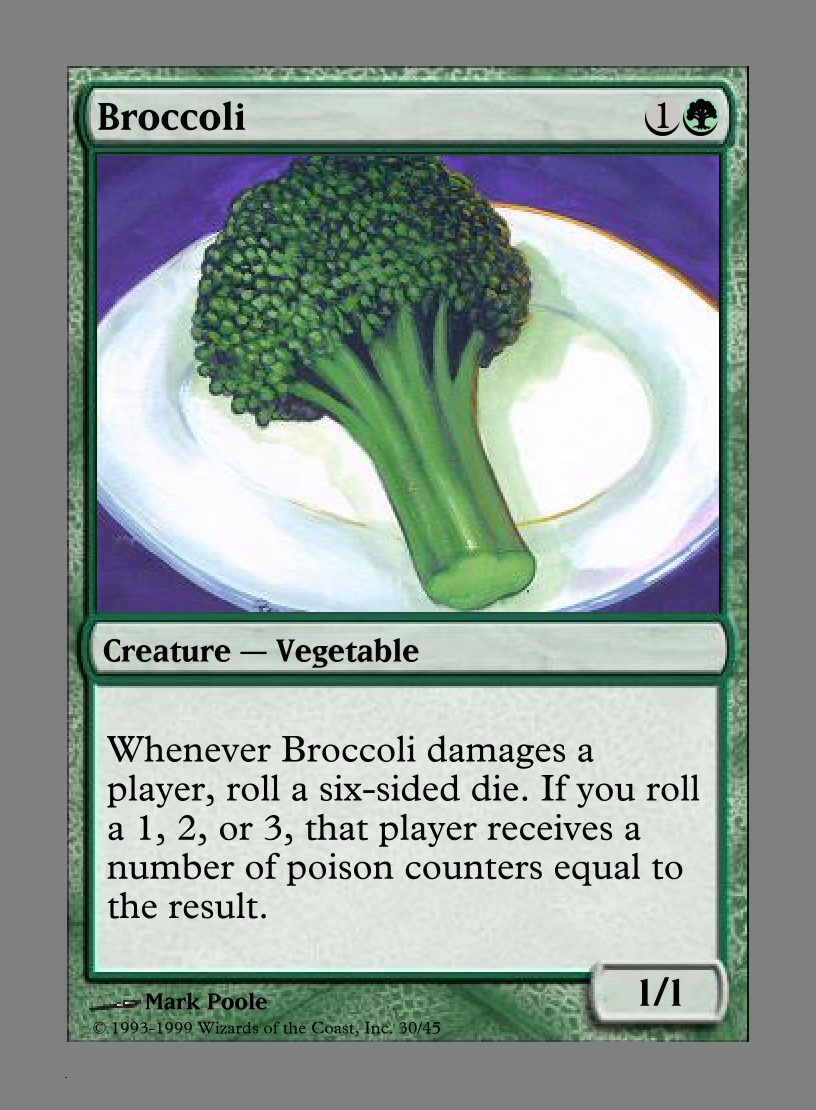 Broccoli 1
Creature — Vegetable
Whenever Broccoli damages a
player, roll a six-sided die. If you roll
a 1, 2, or 3, that player receives a
number of poison counters equal to
the result.
1/1
Mark Poole
© 1993-1999 Wizards of the Coast, Inc. 30/45